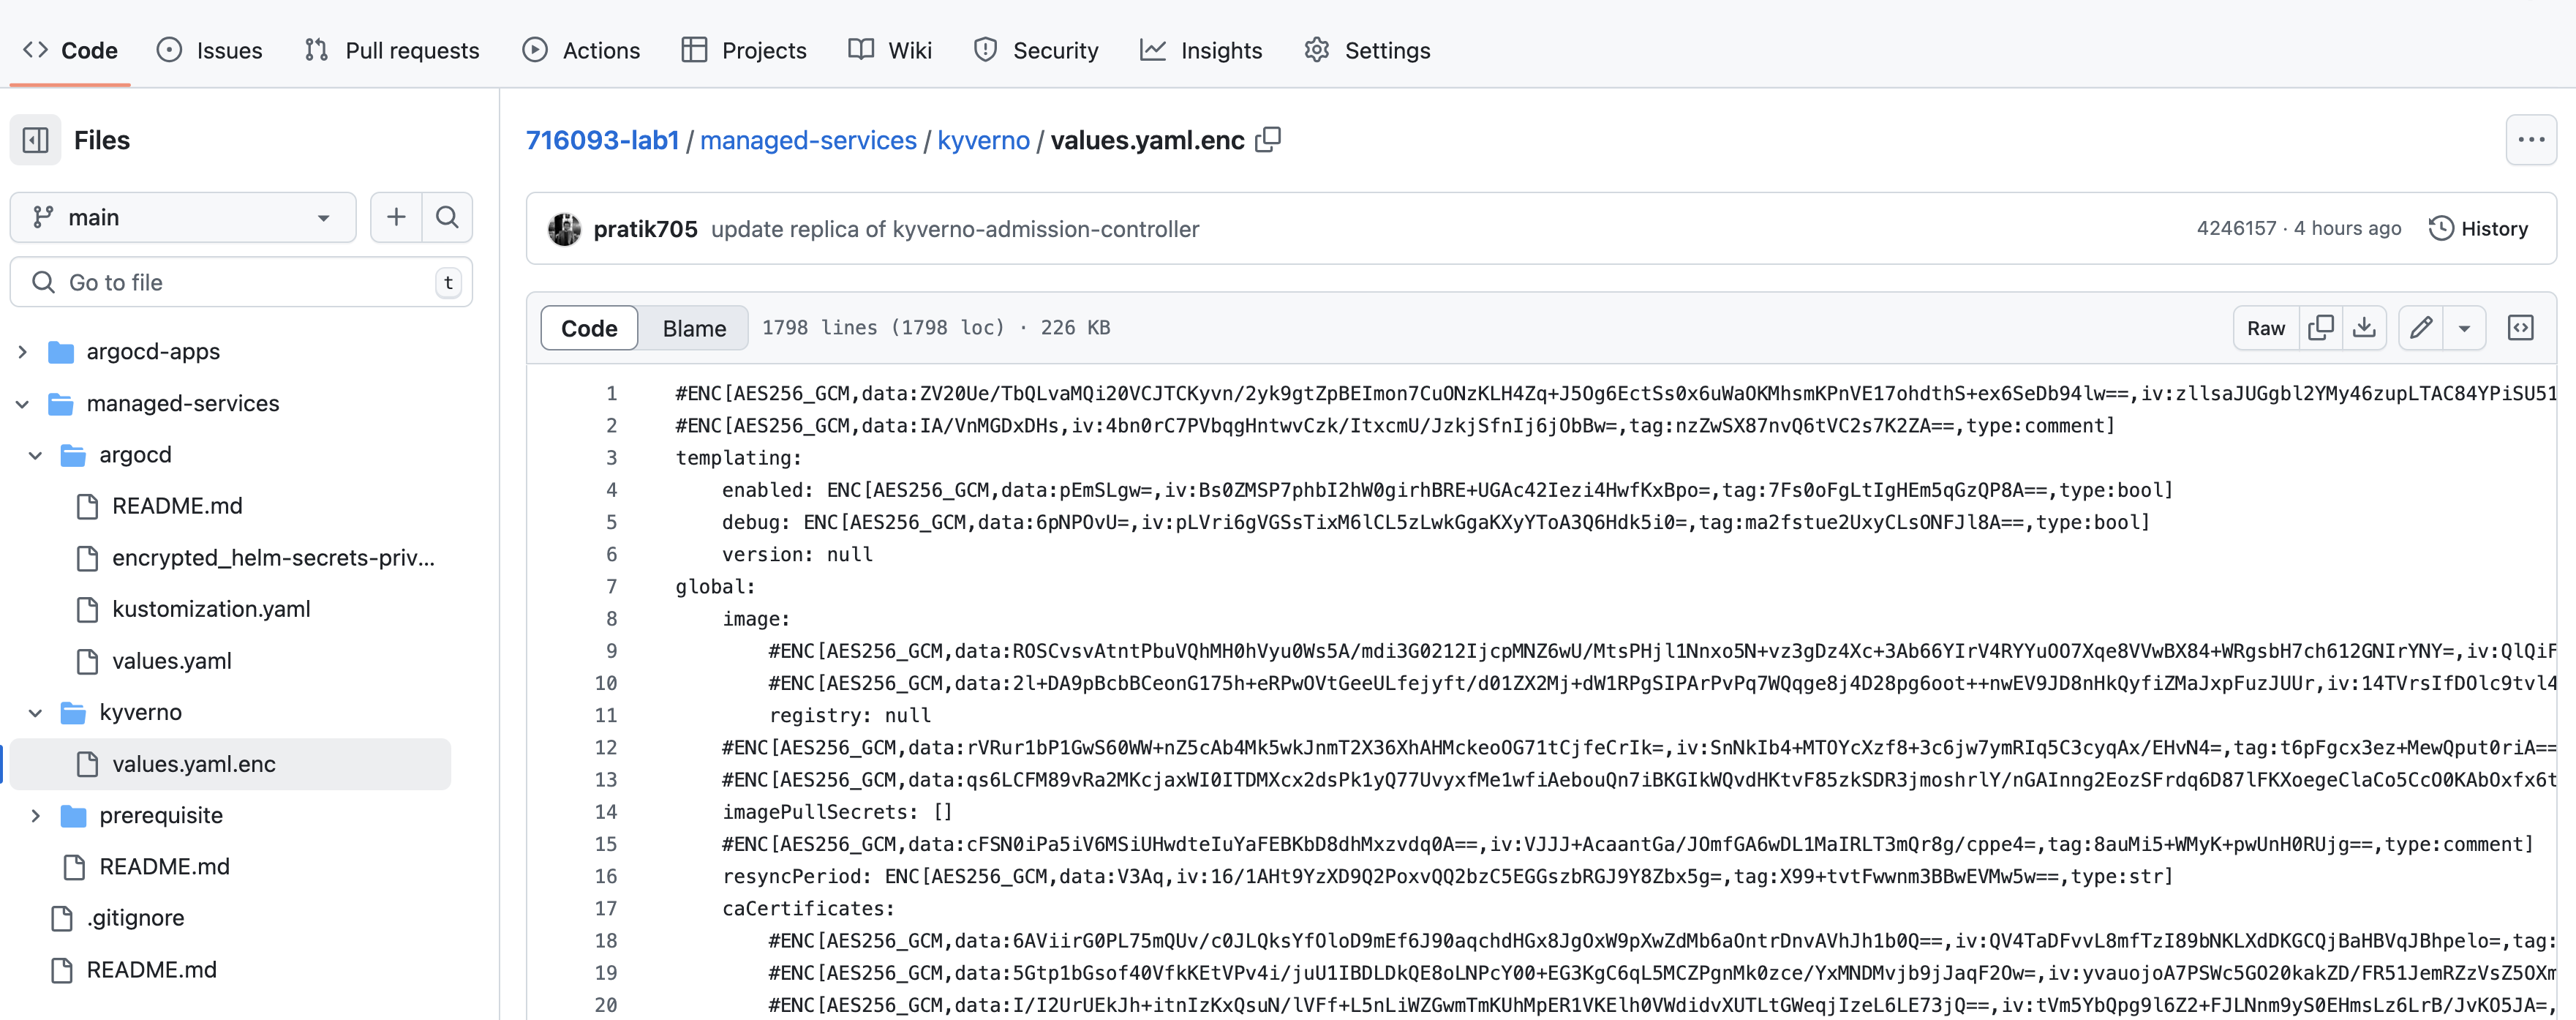 Code Issues Pull requests Actions Projects Wiki Security Insights Settings
Files
main
Go to file t
argocd-apps
managed-services
argocd
README.md
encrypted_helm-secrets-priv...
kustomization.yaml
values.yaml
kyverno
values.yaml.enc
prerequisite
README.md
.gitignore
README.md
716093-lab1 / managed-services / kyverno / values.yaml.enc
pratik705 update replica of kyverno-admission-controller 4246157 · 4 hours ago History
Code Blame 1798 lines (1798 loc) · 226 KB Raw
1 #ENC[AES256_GCM,data:ZV20Ue/TbQLvaMQi20VCJTCKyvn/2yk9gtZpBEImon7CuONzKLH4Zq+J5Og6EctSs0x6uWaOKMhsmKPnVE17ohdthS+ex6SeDb94lw==,iv:zllsaJUGgbl2YMy46zupLTAC84YPiSU51
2 #ENC[AES256_GCM,data:IA/VnMGDxDHs,iv:4bn0rC7PVbqgHntwvCzk/ItxcmU/JzkjSfnIj6jObBw=,tag:nzZwSX87nvQ6tVC2s7K2ZA==,type:comment]
3 templating:
4 enabled: ENC[AES256_GCM,data:pEmSLgw=,iv:Bs0ZMSP7phbI2hW0girhBRE+UGAc42Iezi4HwfKxBpo=,tag:7Fs0oFgLtIgHEm5qGzQP8A==,type:bool]
5 debug: ENC[AES256_GCM,data:6pNPOvU=,iv:pLVri6gVGSsTixM6lCL5zLwkGgaKXyYToA3Q6Hdk5i0=,tag:ma2fstue2UxyCLsONFJl8A==,type:bool]
6 version: null
7 global:
8 image:
9 #ENC[AES256_GCM,data:ROSCvsvAtntPbuVQhMH0hVyu0Ws5A/mdi3G0212IjcpMNZ6wU/MtsPHjl1Nnxo5N+vz3gDz4Xc+3Ab66YIrV4RYYuOO7Xqe8VVwBX84+WRgsbH7ch612GNIrYNY=,iv:QlQiF
10 #ENC[AES256_GCM,data:2l+DA9pBcbBCeonG175h+eRPwOVtGeeULfejyft/d01ZX2Mj+dW1RPgSIPArPvPq7WQqge8j4D28pg6oot++nwEV9JD8nHkQyfiZMaJxpFuzJUUr,iv:14TVrsIfDOlc9tvl4
11 registry: null
12 #ENC[AES256_GCM,data:rVRur1bP1GwS60WW+nZ5cAb4Mk5wkJnmT2X36XhAHMckeoOG71tCjfeCrIk=,iv:SnNkIb4+MTOYcXzf8+3c6jw7ymRIq5C3cyqAx/EHvN4=,tag:t6pFgcx3ez+MewQput0riA==
13 #ENC[AES256_GCM,data:qs6LCFM89vRa2MKcjaxWI0ITDMXcx2dsPk1yQ77UvyxfMe1wfiAebouQn7iBKGIkWQvdHKtvF85zkSDR3jmoshrlY/nGAInng2EozSFrdq6D87lFKXoegeClaCo5CcO0KAbOxfx6t
14 imagePullSecrets: []
15 #ENC[AES256_GCM,data:cFSN0iPa5iV6MSiUHwdteIuYaFEBKbD8dhMxzvdq0A==,iv:VJJJ+AcaantGa/JOmfGA6wDL1MaIRLT3mQr8g/cppe4=,tag:8auMi5+WMyK+pwUnH0RUjg==,type:comment]
16 resyncPeriod: ENC[AES256_GCM,data:V3Aq,iv:16/1AHt9YzXD9Q2PoxvQQ2bzC5EGGszbRGJ9Y8Zbx5g=,tag:X99+tvtFwwnm3BBwEVMw5w==,type:str]
17 caCertificates:
18 #ENC[AES256_GCM,data:6AViirG0PL75mQUv/c0JLQksYfOloD9mEf6J90aqchdHGx8JgOxW9pXwZdMb6aOntrDnvAVhJh1b0Q==,iv:QV4TaDFvvL8mfTzI89bNKLXdDKGCQjBaHBVqJBhpelo=,tag:
19 #ENC[AES256_GCM,data:5Gtp1bGsof40VfkKEtVPv4i/juU1IBDLDkQE8oLNPcY00+EG3KgC6qL5MCZPgnMk0zce/YxMNDMvjb9jJaqF2Ow=,iv:yvauojoA7PSWc5GO20kakZD/FR51JemRZzVsZ5OXm
20 #ENC[AES256_GCM,data:I/I2UrUEkJh+itnIzKxQsuN/lVFf+L5nLiWZGwmTmKUhMpER1VKElh0VWdidvXUTLtGWeqjIzeL6LE73jQ==,iv:tVm5YbQpg9l6Z2+FJLNnm9yS0EHmsLz6LrB/JvKO5JA=,